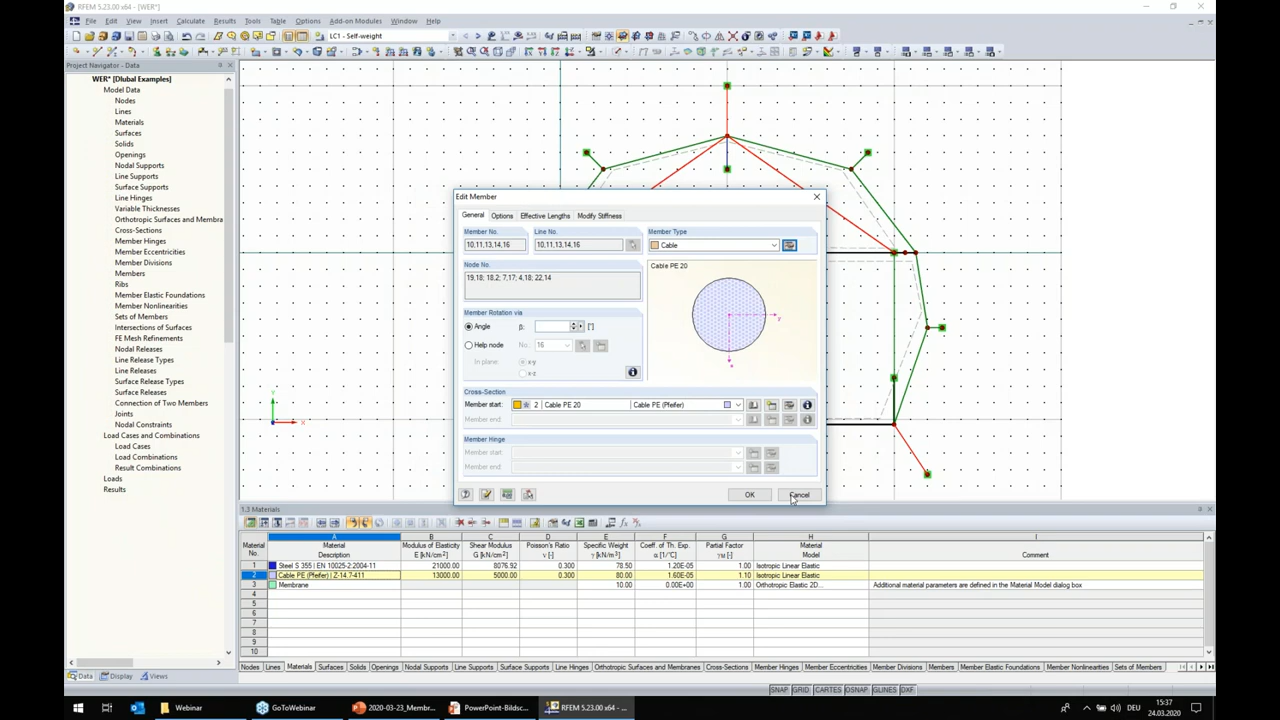 RFEM 5.23.00 x64 - [WER*]
File Edit View Insert Calculate Results Tools Table Options Add-on Modules Window Help
LC1 - Self-weight
Project Navigator - Data
WER* [Dlubal Examples]
Model Data
Nodes
Lines
Materials
Surfaces
Solids
Openings
Nodal Supports
Line Supports
Surface Supports
Line Hinges
Variable Thicknesses
Orthotropic Surfaces and Membra
Cross-Sections
Member Hinges
Member Eccentricities
Member Divisions
Members
Ribs
Member Elastic Foundations
Member Nonlinearities
Sets of Members
Intersections of Surfaces
FE Mesh Refinements
Nodal Releases
Line Release Types
Line Releases
Surface Release Types
Surface Releases
Connection of Two Members
Joints
Nodal Constraints
Load Cases and Combinations
Load Cases
Load Combinations
Result Combinations
Loads
Results
Data Display Views
Y
X
Edit Member
General Options Effective Lengths Modify Stiffness
Member No. Line No. Member Type
10,11,13,14,16 10,11,13,14,16 Cable
Node No. Cable PE 20
19,18; 18,2; 7,17; 4,18; 22,14
Member Rotation via
Angle β: [°]
Help node No.: 16
In plane: x-y
x-z
y
z
Cross-Section
Member start: 2 Cable PE 20 Cable PE (Pfeifer)
Member end:
Member Hinge
Member start:
Member end:
OK Cancel
1.3 Materials
A B C D E F G H I
Material No. Material Description Modulus of Elasticity E [kN/cm²] Shear Modulus G [kN/cm²] Poisson's Ratio ν [-] Specific Weight γ [kN/m³] Coeff. of Th. Exp. α [1/°C] Partial Factor γM [-] Material Model Comment
1 Steel S 355 | EN 10025-2:2004-11 21000.00 8076.92 0.300 78.50 1.20E-05 1.00 Isotropic Linear Elastic
2 Cable PE (Pfeifer) | Z-14.7-411 13000.00 5000.00 0.300 80.00 1.60E-05 1.10 Isotropic Linear Elastic
3 Membrane 10.00 0.00E+00 1.00 Orthotropic Elastic 2D... Additional material parameters are defined in the Material Model dialog box
4
5
6
7
8
9
10
Nodes Lines Materials Surfaces Solids Openings Nodal Supports Line Supports Surface Supports Line Hinges Orthotropic Surfaces and Membranes Cross-Sections Member Hinges Member Eccentricities Member Divisions Members Member Elastic Foundations Member Nonlinearities Sets of Members
SNAP GRID CARTES OSNAP GLINES DXF
Webinar GoToWebinar 2020-03-23_Membr... PowerPoint-Bildsc... RFEM 5.23.00 x64 - ... DEU 15:37
24.03.2020